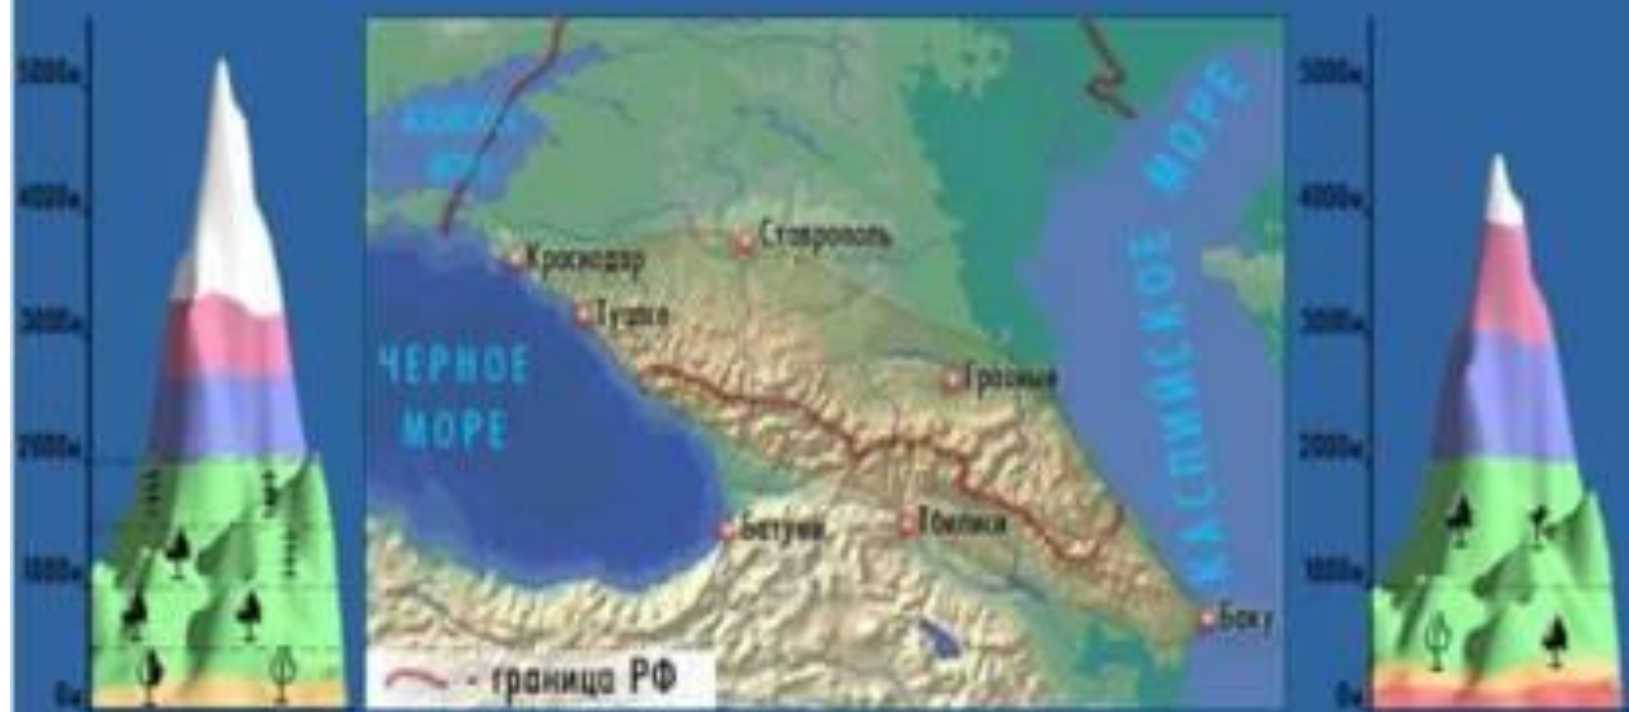 5000м
4000м
3000м
2000м
1000м
0м
Ставрополь
Краснодар
Туапсе
ЧЕРНОЕ
МОРЕ
КАСПИЙСКОЕ МОРЕ
Грозный
Батуми
Тбилиси
Баку
- граница РФ
5000м
4000м
3000м
2000м
1000м
0м